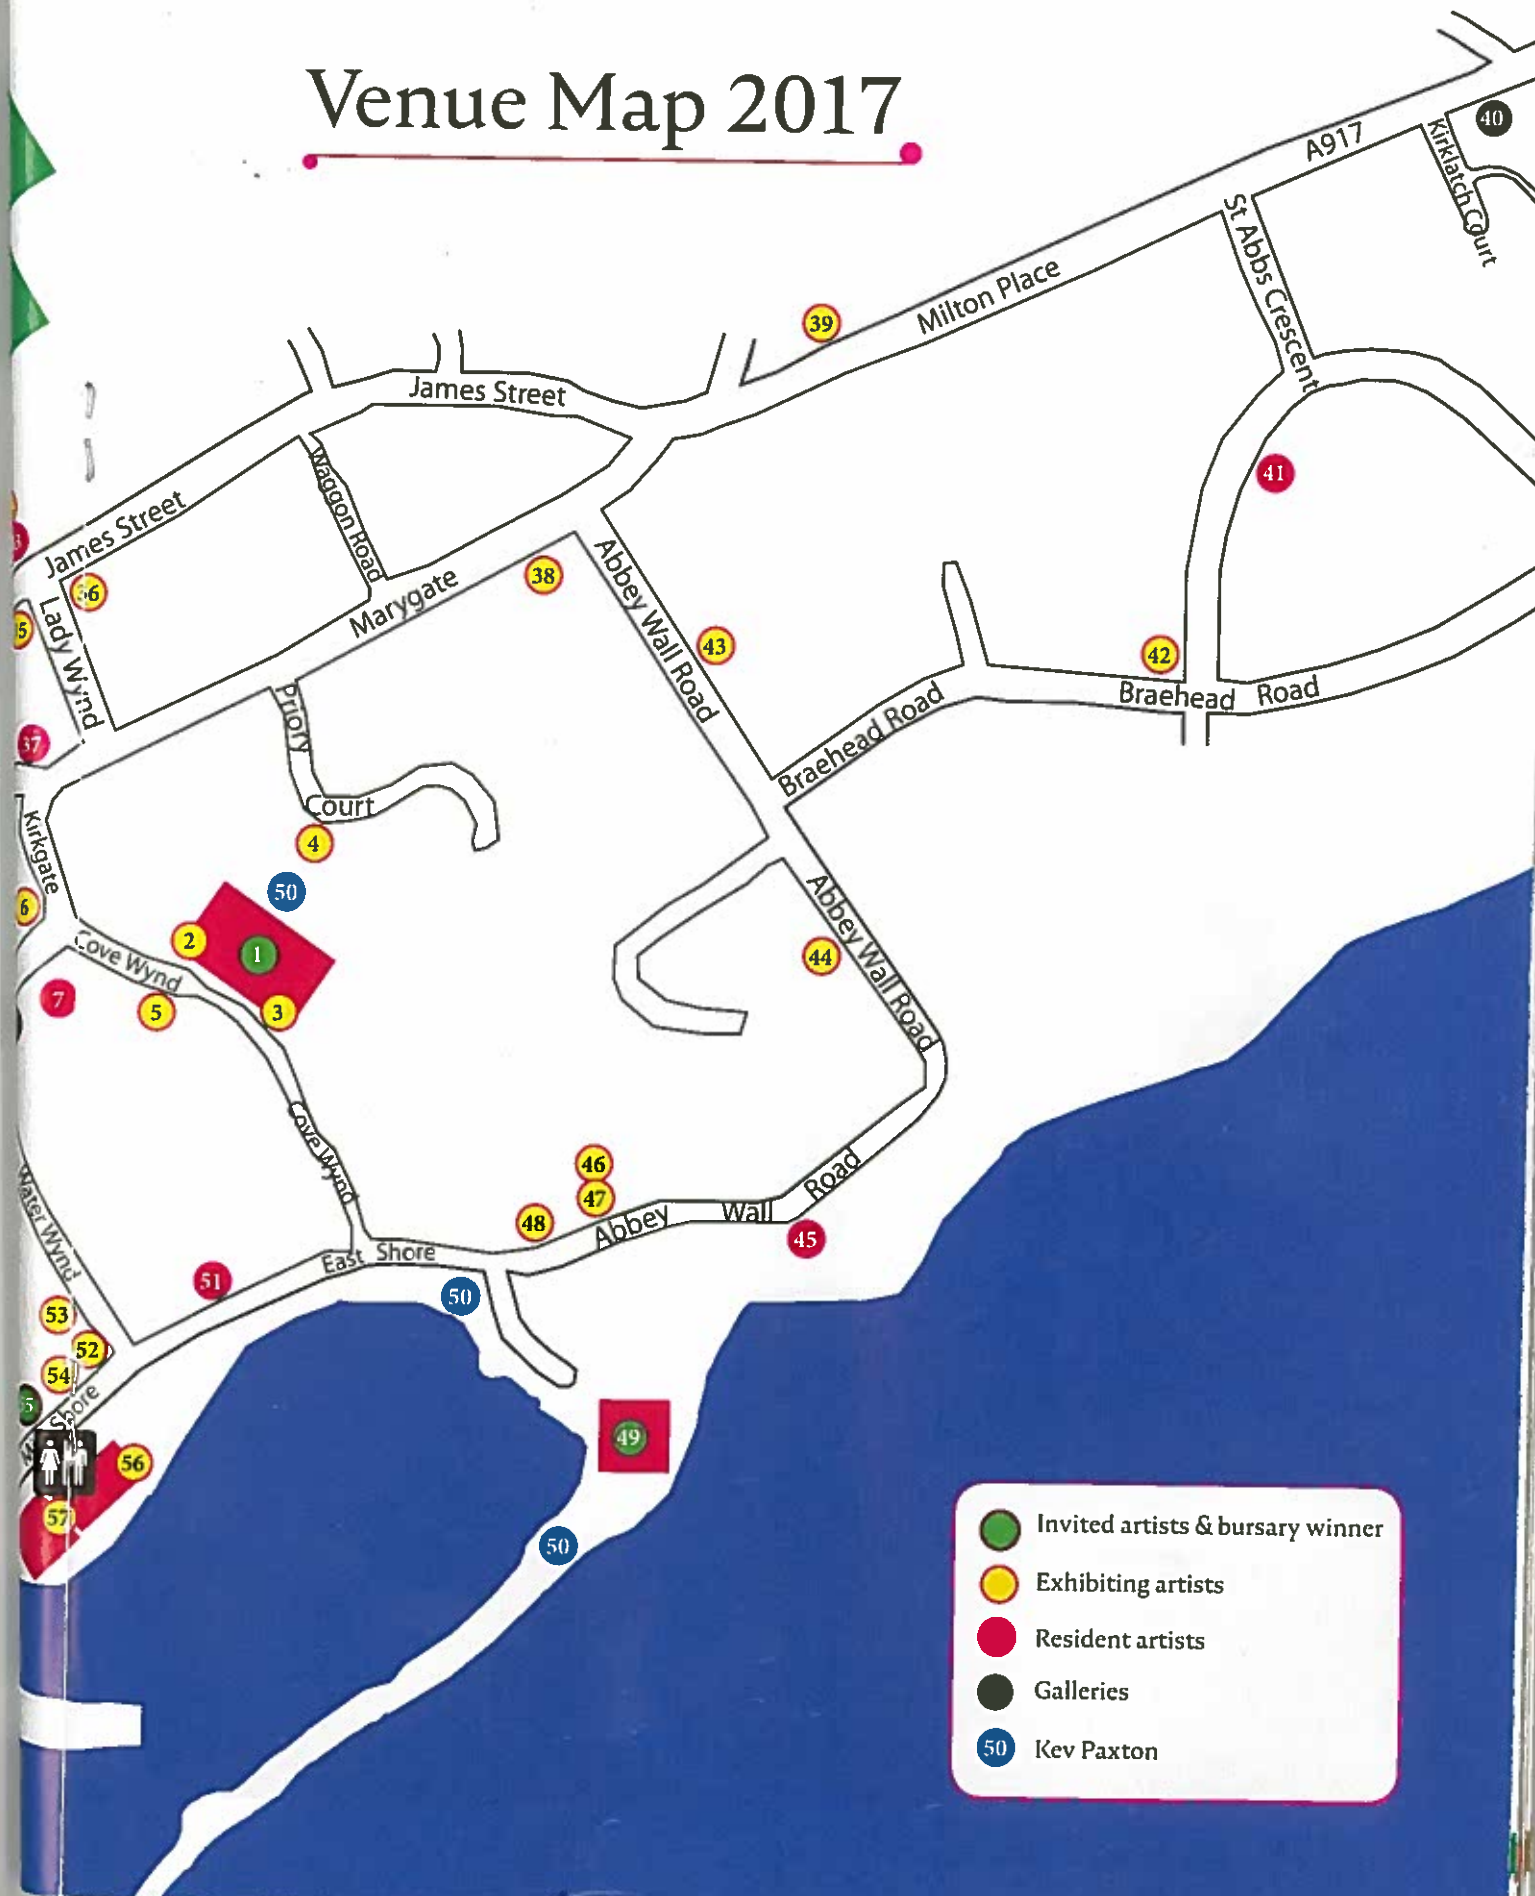 Venue Map 2017
40
A917
Kirklatch Court
St Abbs Crescent
Milton Place
39
James Street
41
Waggon Road
James Street
36
38
Marygate
Abbey Wall Road
43
42
Lady Wynd
Braehead Road
Priory
Braehead Road
37
Court
Kirkgate
4
50
6
2
1
Cove Wynd
Abbey Wall Road
44
7
5
3
Cove Wynd
46
47
Road
Water Wynd
48
Abbey
Wall
45
East Shore
51
50
53
52
54
Shore
49
56
57
50
Invited artists & bursary winner
Exhibiting artists
Resident artists
Galleries
50 Kev Paxton